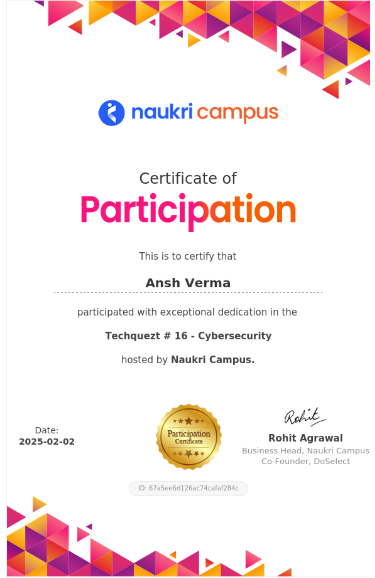 naukri campus
Certificate of
Participation
This is to certify that
Ansh Verma
participated with exceptional dedication in the
Techquezt # 16 - Cybersecurity
hosted by Naukri Campus.
Date:
2025-02-02
Participation
Certificate
Rohit
Rohit Agrawal
Business Head, Naukri Campus
Co-Founder, DoSelect
ID: 67a5ee6d126ac74cafaf284c